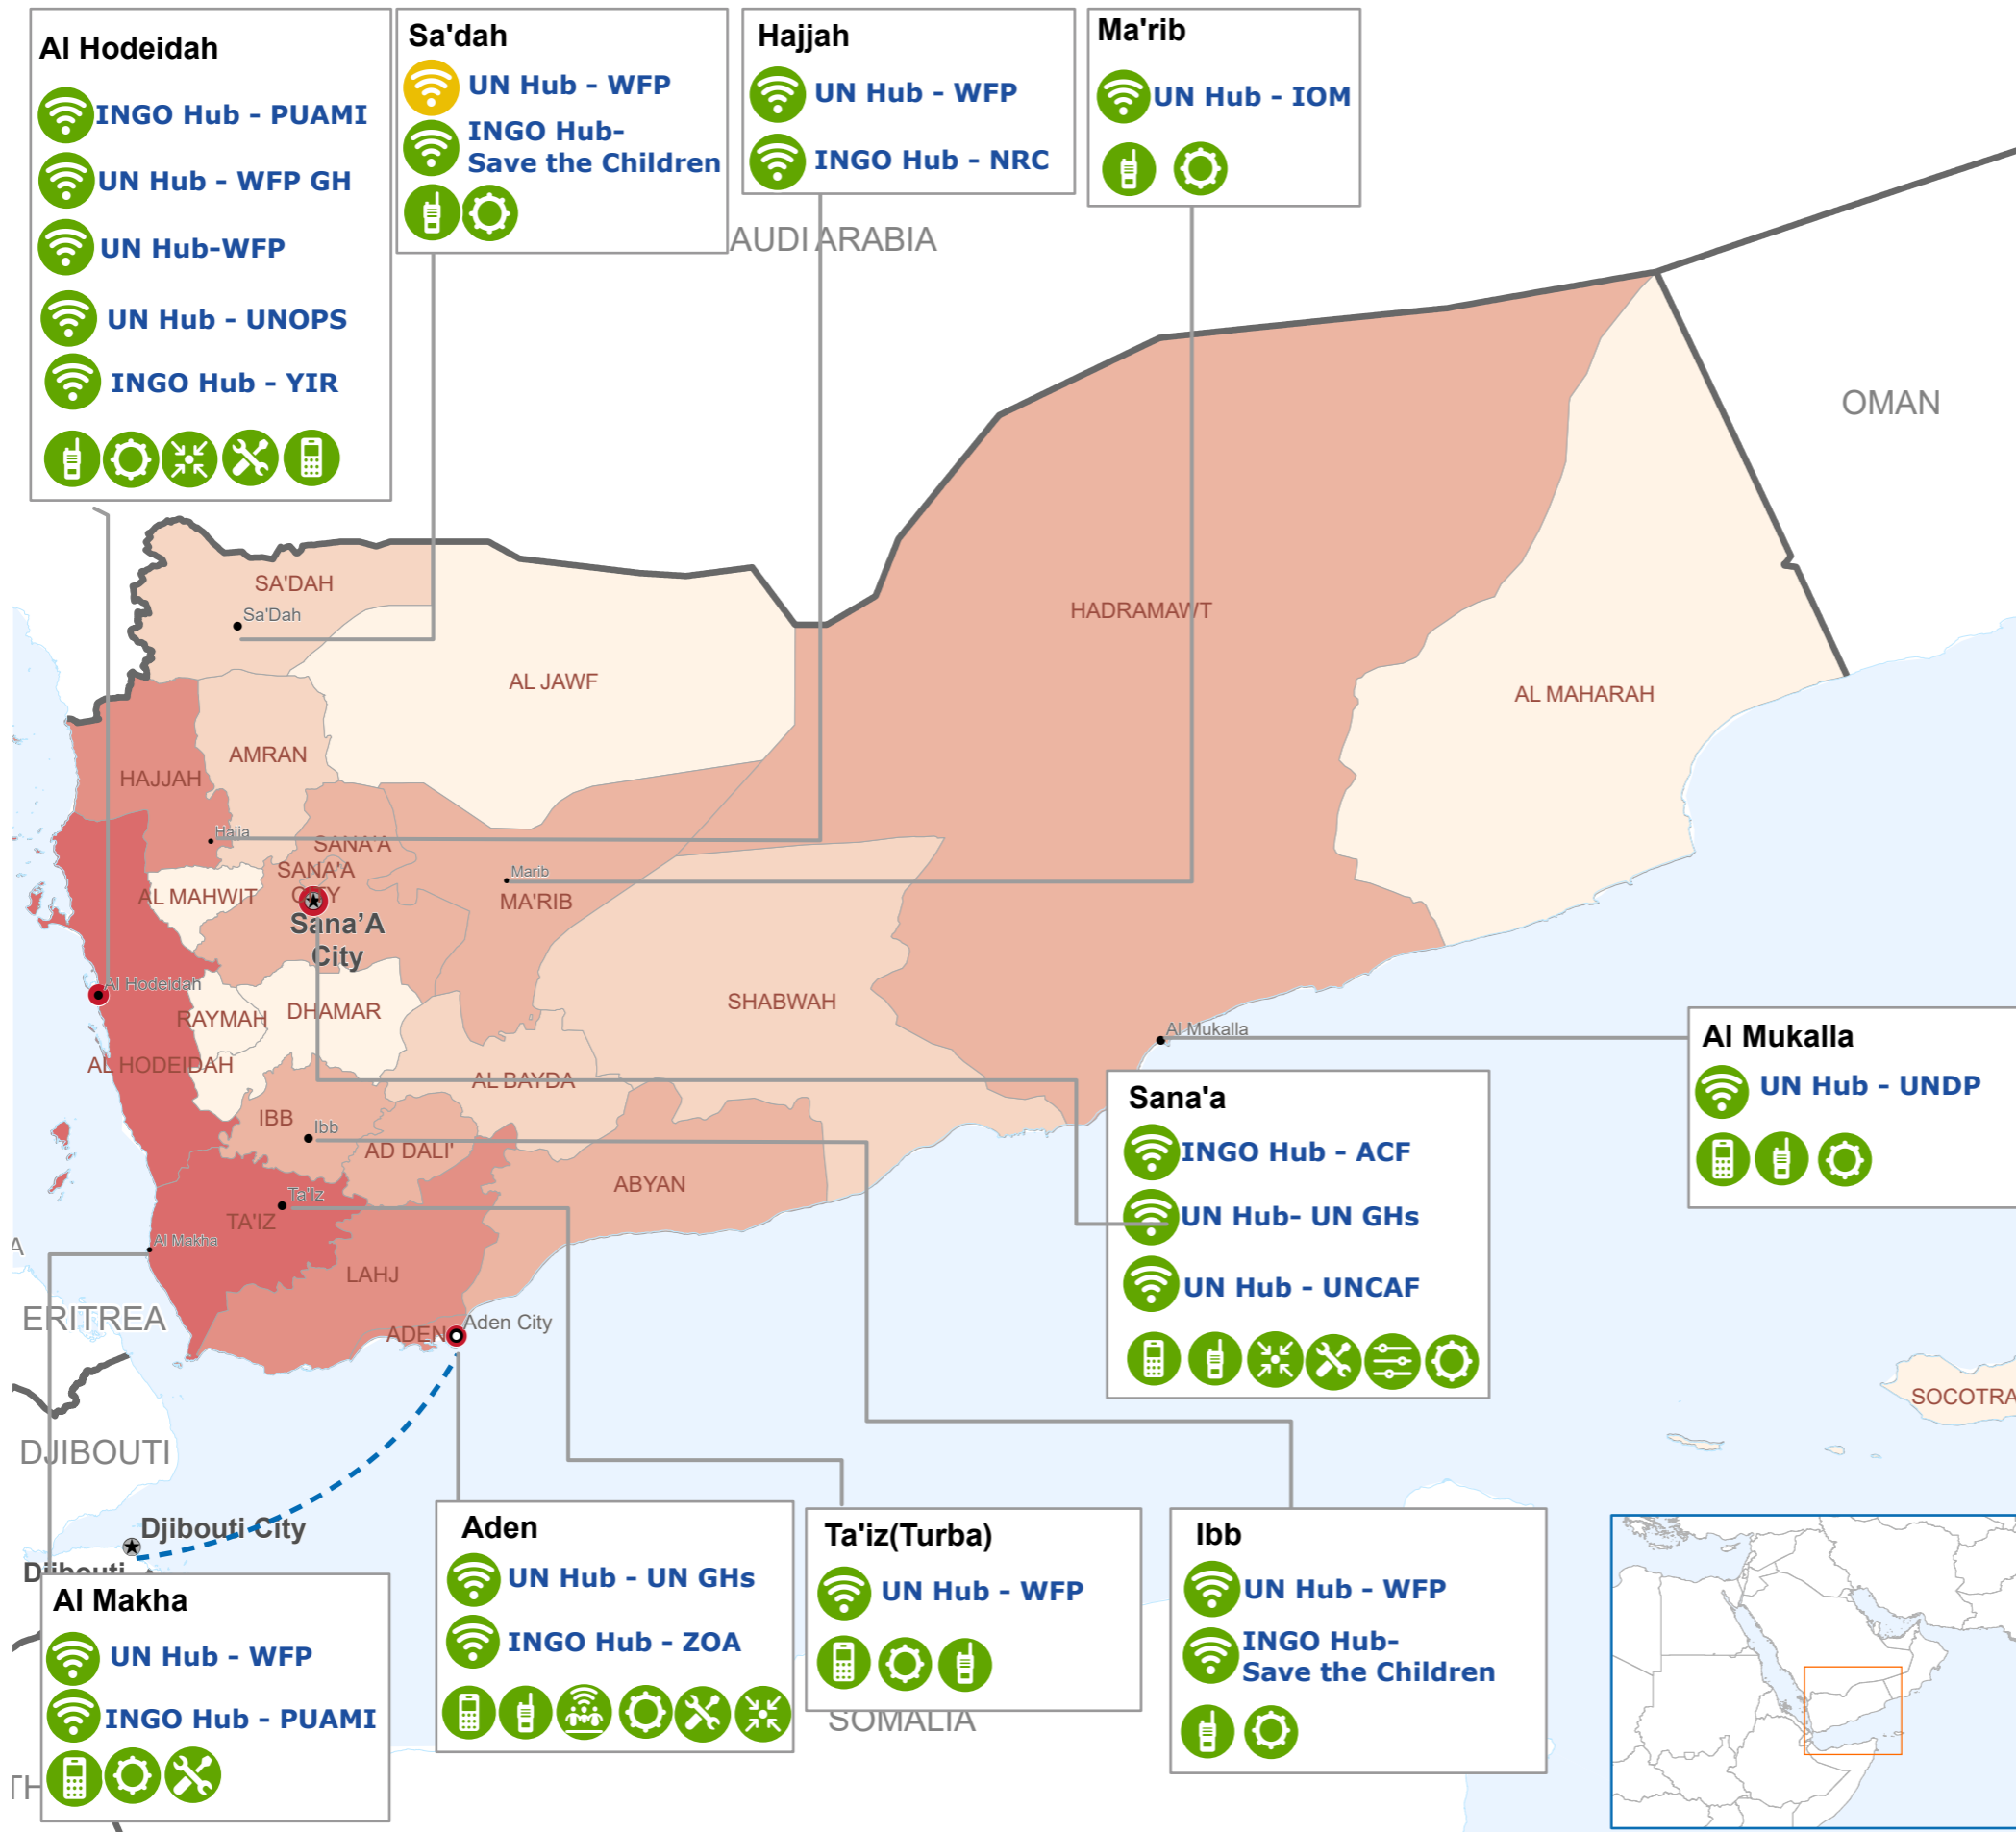 Al Hodeidah
INGO Hub - PUAMI
UN Hub - WFP GH
UN Hub-WFP
UN Hub - UNOPS
INGO Hub - YIR
Sa'dah
UN Hub - WFP
INGO Hub-
Save the Children
Hajjah
UN Hub - WFP
INGO Hub - NRC
Ma'rib
UN Hub - IOM
AUDI ARABIA
OMAN
SA'DAH
Sa'Dah
HADRAMAWT
AL JAWF
AL MAHARAH
AMRAN
HAJJAH
Hajja
SANA'A
SANA'A
CITY
Marib
AL MAHWIT
MA'RIB
Sana'A
City
Al Hodeidah
RAYMAH
DHAMAR
SHABWAH
Al Mukalla
AL HODEIDAH
AL BAYDA
IBB
Ibb
AD DALI'
ABYAN
Ta'Iz
TA'IZ
Al Makha
LAHJ
A
ERITREA
ADEN
Aden City
Al Mukalla
UN Hub - UNDP
Sana'a
INGO Hub - ACF
UN Hub- UN GHs
UN Hub - UNCAF
SOCOTRA
DJIBOUTI
Djibouti City
Djibouti
Al Makha
UN Hub - WFP
INGO Hub - PUAMI
Aden
UN Hub - UN GHs
INGO Hub - ZOA
Ta'iz(Turba)
UN Hub - WFP
Ibb
UN Hub - WFP
INGO Hub-
Save the Children
SOMALIA
TH